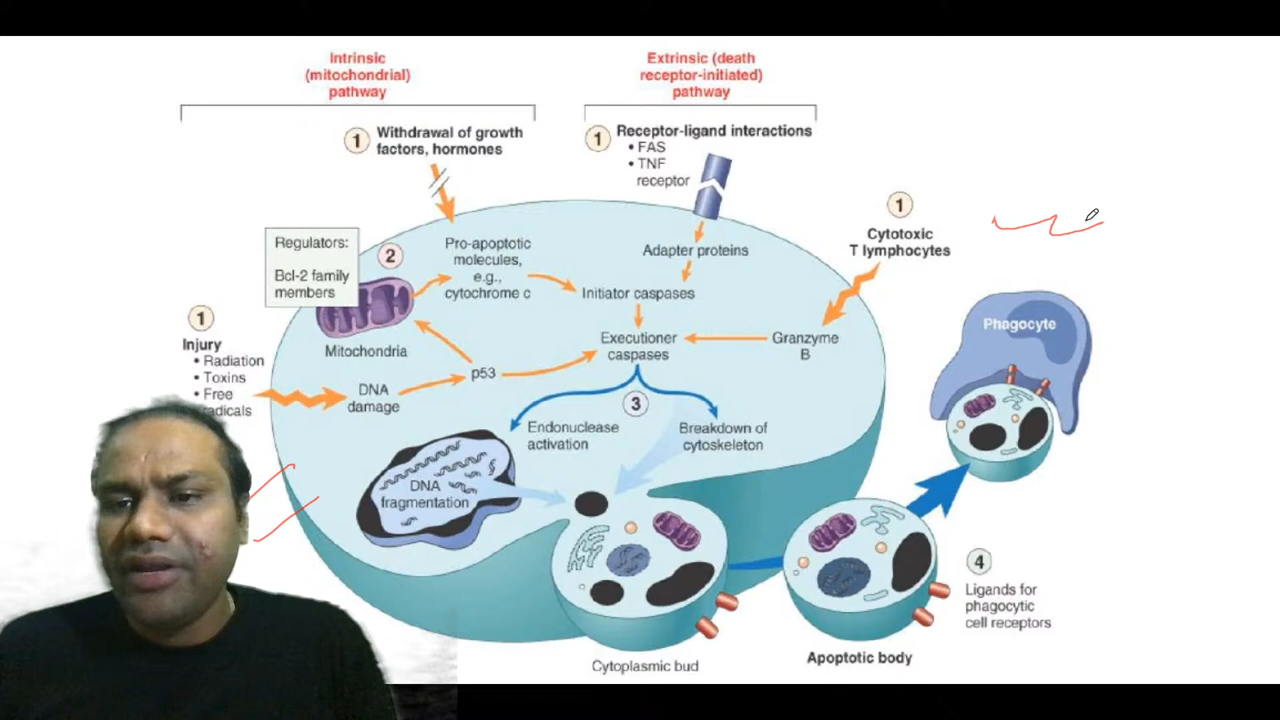 Intrinsic
(mitochondrial)
pathway
Extrinsic (death
receptor-initiated)
pathway
1
Withdrawal of growth
factors, hormones
1
Receptor-ligand interactions
• FAS
• TNF
receptor
1
Cytotoxic
T lymphocytes
Regulators:
Bcl-2 family
members
2
Pro-apoptotic
molecules,
e.g.,
cytochrome c
Adapter proteins
Initiator caspases
Executioner
caspases
Granzyme
B
Phagocyte
1
Injury
• Radiation
• Toxins
• Free
radicals
Mitochondria
p53
DNA
damage
3
Endonuclease
activation
Breakdown of
cytoskeleton
DNA
fragmentation
4
Ligands for
phagocytic
cell receptors
Cytoplasmic bud
Apoptotic body